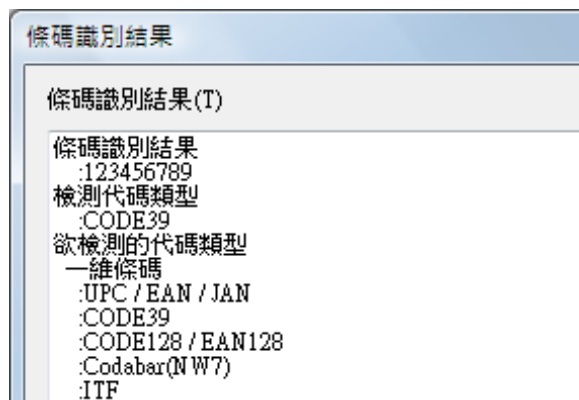 條碼識別結果
條碼識別結果(T)
條碼識別結果
:123456789
檢測代碼類型
:CODE39
欲檢測的代碼類型
一維條碼
:UPC / EAN / JAN
:CODE39
:CODE128 / EAN128
:Codabar(NW7)
:ITF